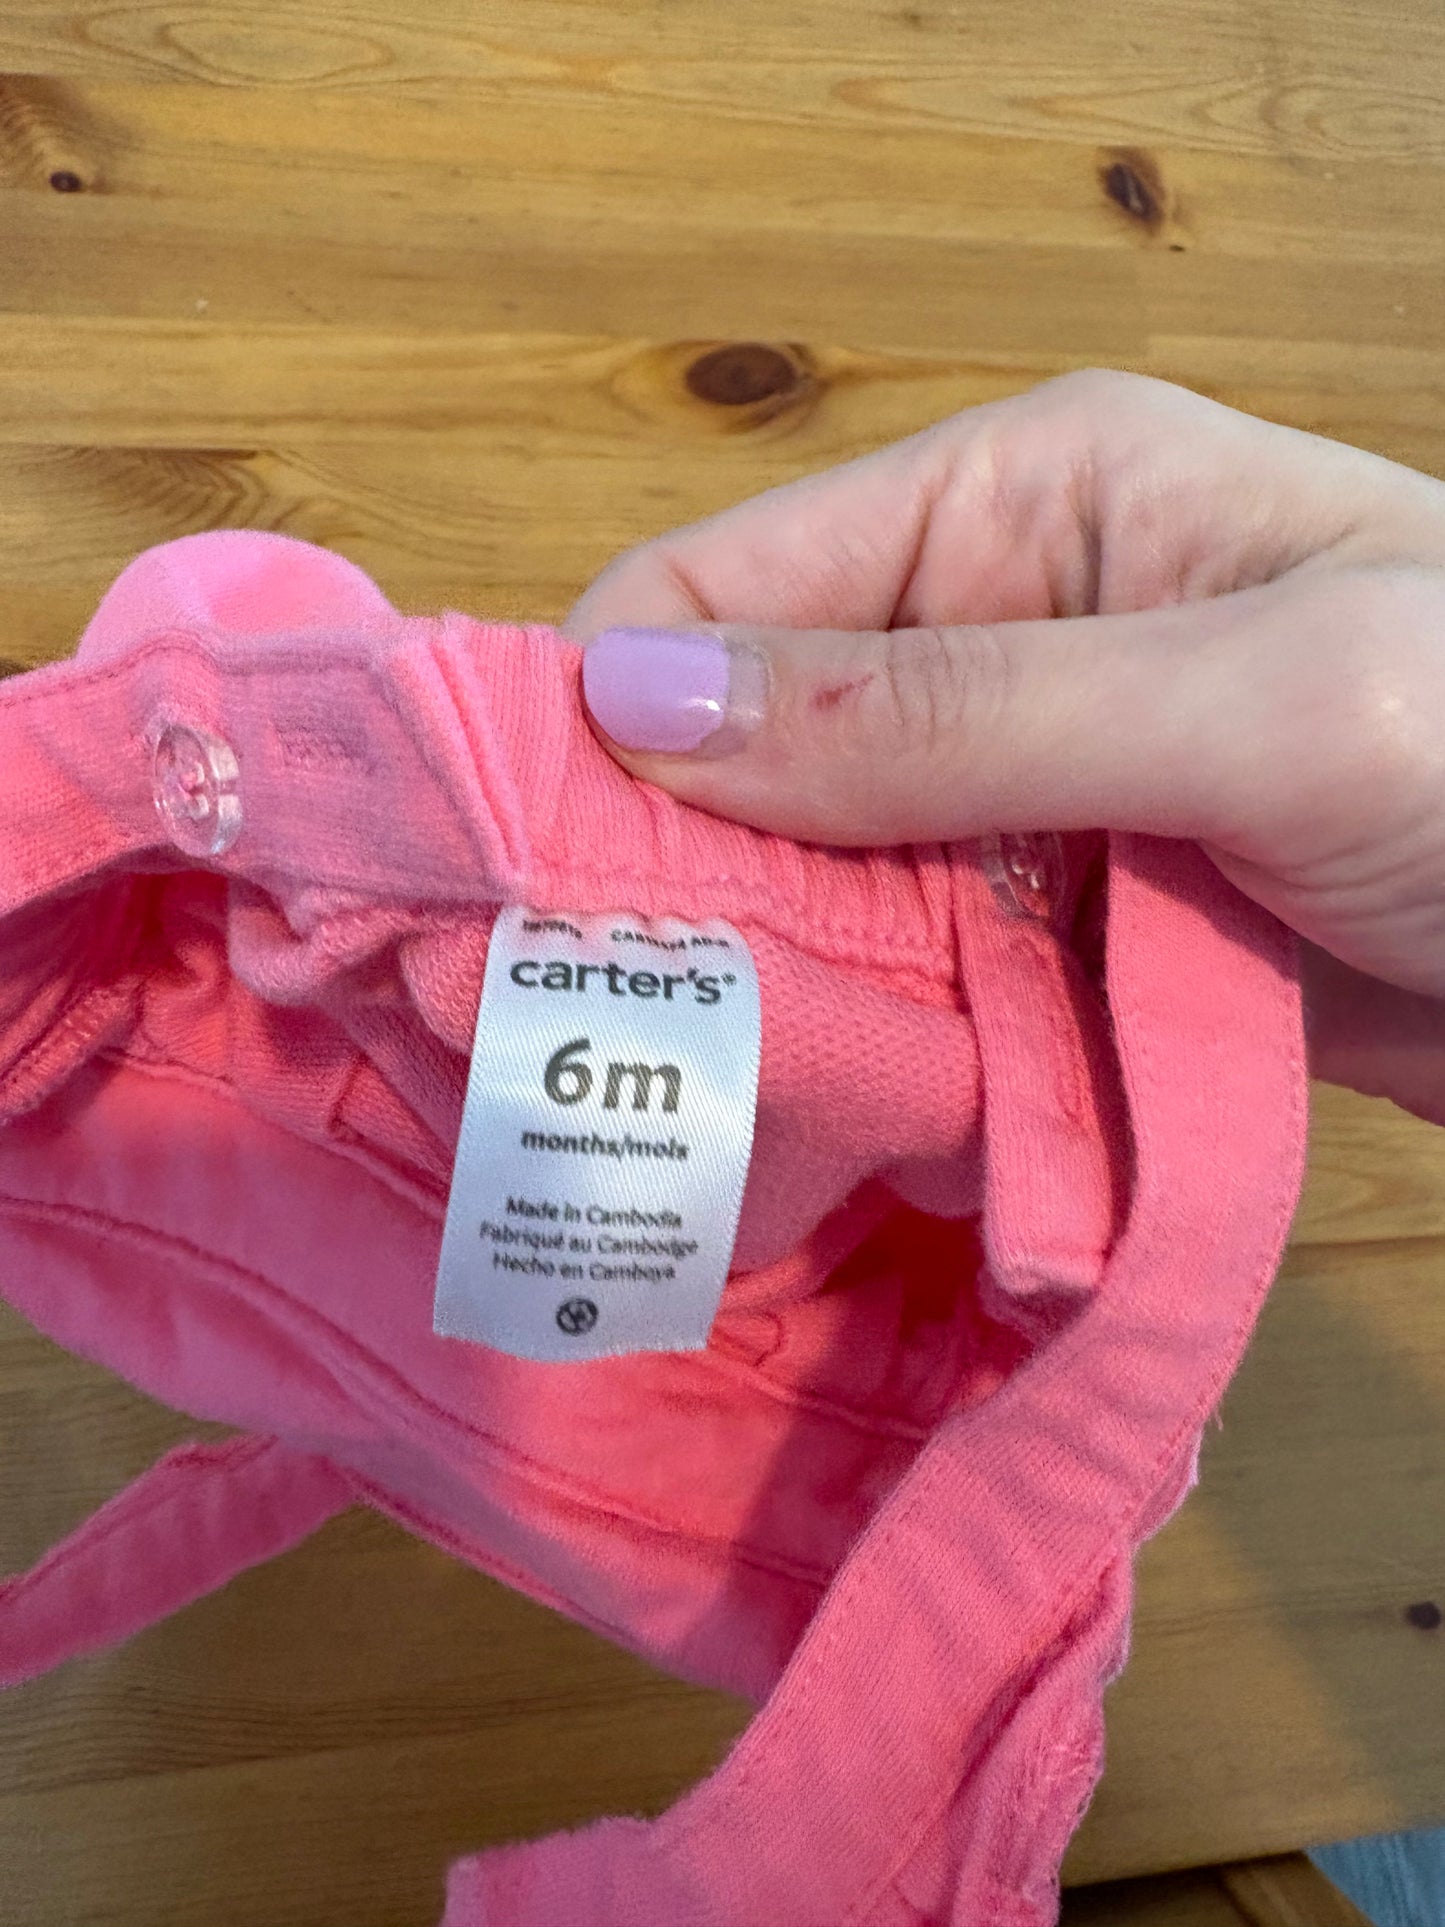 carter's®
6m
months/mois
Made in Cambodia
Fabriqué au Cambodge
Hecho en Camboya